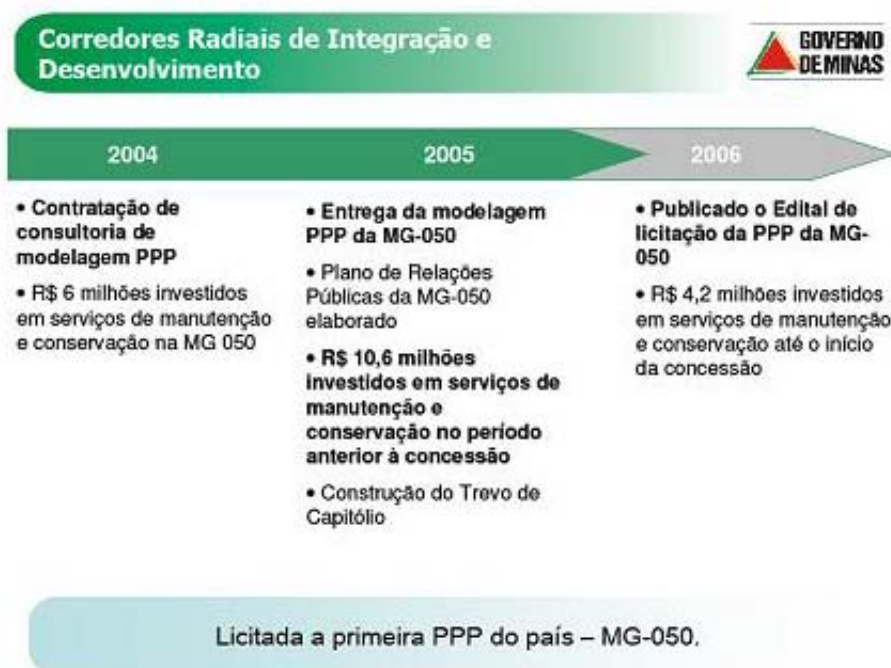 Corredores Radiais de Integração e
Desenvolvimento
GOVERNO
DE MINAS
2004
2005
2006
• Contratação de
consultoria de
modelagem PPP
• R$ 6 milhões investidos
em serviços de manutenção
e conservação na MG 050
• Entrega da modelagem
PPP da MG-050
• Plano de Relações
Públicas da MG-050
elaborado
• R$ 10,6 milhões
investidos em serviços de
manutenção e
conservação no período
anterior à concessão
• Construção do Trevo de
Capitólio
• Publicado o Edital de
licitação da PPP da MG-
050
• R$ 4,2 milhões investidos
em serviços de manutenção
e conservação até o início
da concessão
Licitada a primeira PPP do país – MG-050.